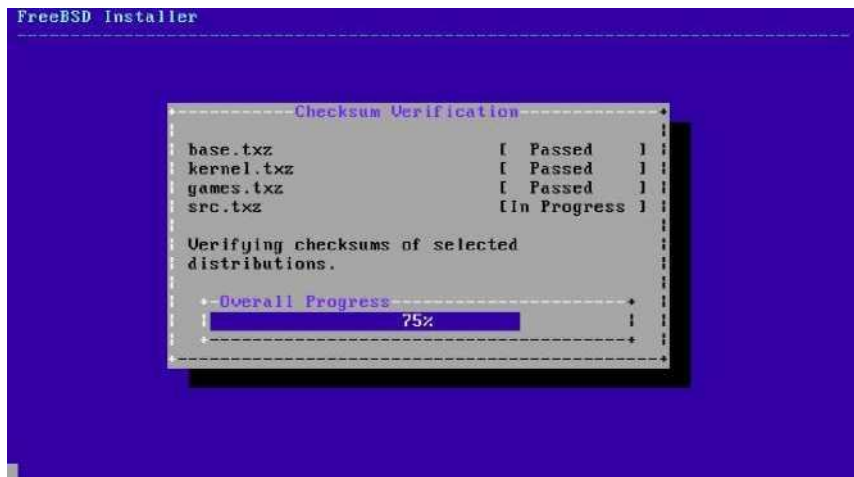 FreeBSD Installer
Checksum Verification
base.txz [ Passed ]
kernel.txz [ Passed ]
games.txz [ Passed ]
src.txz [In Progress ]
Verifying checksums of selected
distributions.
Overall Progress
75%